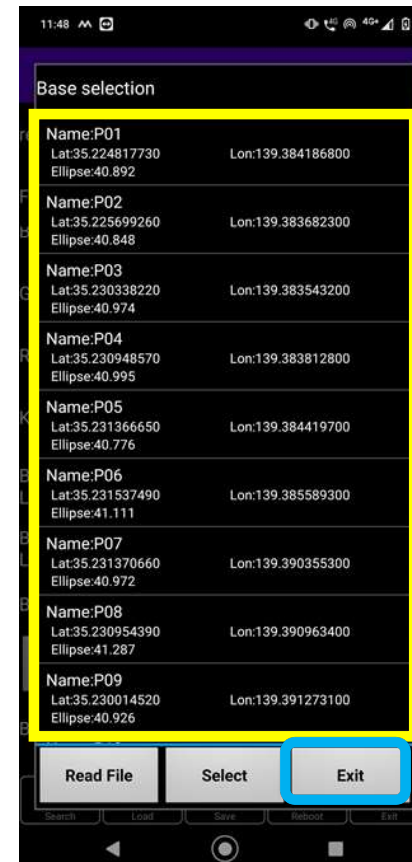 11:48
4G+
Base selection
Name:P01
Lat:35.224817730 Lon:139.384186800
Ellipse:40.892
Name:P02
Lat:35.225699260 Lon:139.383682300
Ellipse:40.848
Name:P03
Lat:35.230338220 Lon:139.383543200
Ellipse:40.974
Name:P04
Lat:35.230948570 Lon:139.383812800
Ellipse:40.995
Name:P05
Lat:35.231366650 Lon:139.384419700
Ellipse:40.776
Name:P06
Lat:35.231537490 Lon:139.385589300
Ellipse:41.111
Name:P07
Lat:35.231370660 Lon:139.390355300
Ellipse:40.972
Name:P08
Lat:35.230954390 Lon:139.390963400
Ellipse:41.287
Name:P09
Lat:35.230014520 Lon:139.391273100
Ellipse:40.926
Read File Select Exit
Search Load Save Reboot Exit